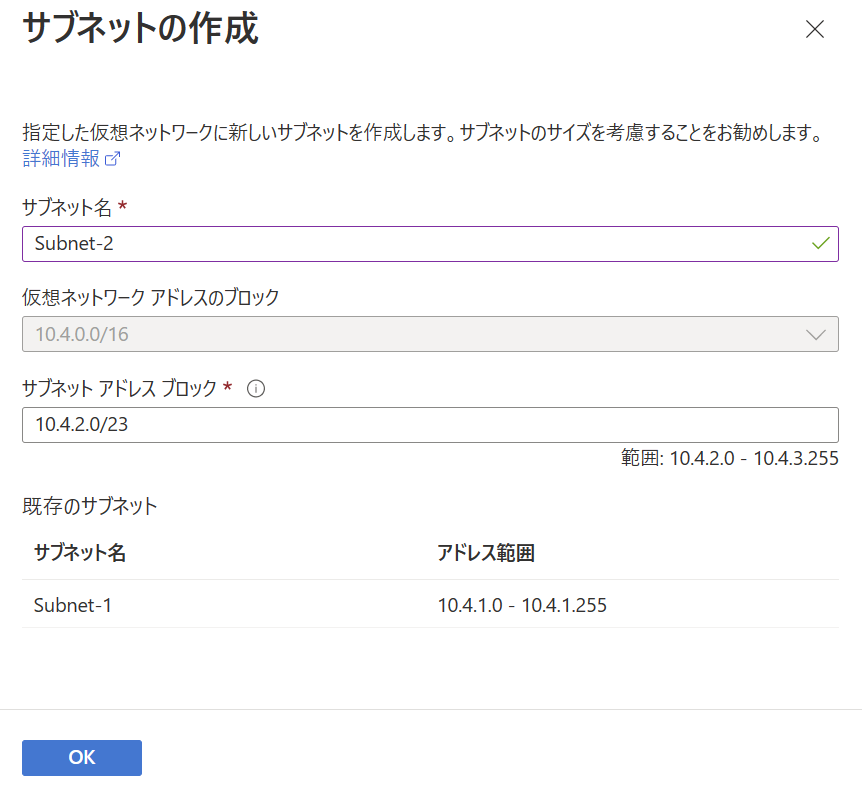 サブネットの作成
指定した仮想ネットワークに新しいサブネットを作成します。サブネットのサイズを考慮することをお勧めします。
詳細情報
サブネット名 *
Subnet-2
仮想ネットワーク アドレスのブロック
10.4.0.0/16
サブネット アドレス ブロック *
10.4.2.0/23
範囲: 10.4.2.0 - 10.4.3.255
既存のサブネット
サブネット名 アドレス範囲
Subnet-1 10.4.1.0 - 10.4.1.255
OK